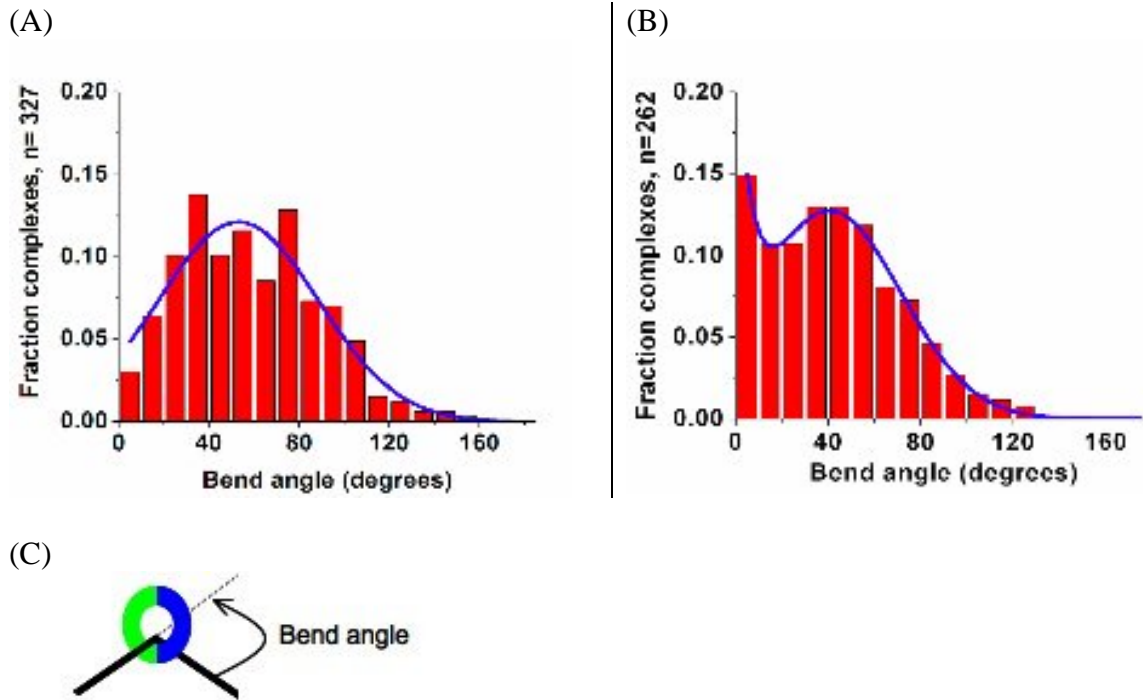 (A)
Fraction complexes, n= 327
0.20
0.15
0.10
0.05
0.00
0 40 80 120 160
Bend angle (degrees)
(B)
Fraction complexes, n=262
0.20
0.15
0.10
0.05
0.00
0 40 80 120 160
Bend angle (degrees)
(C)
Bend angle